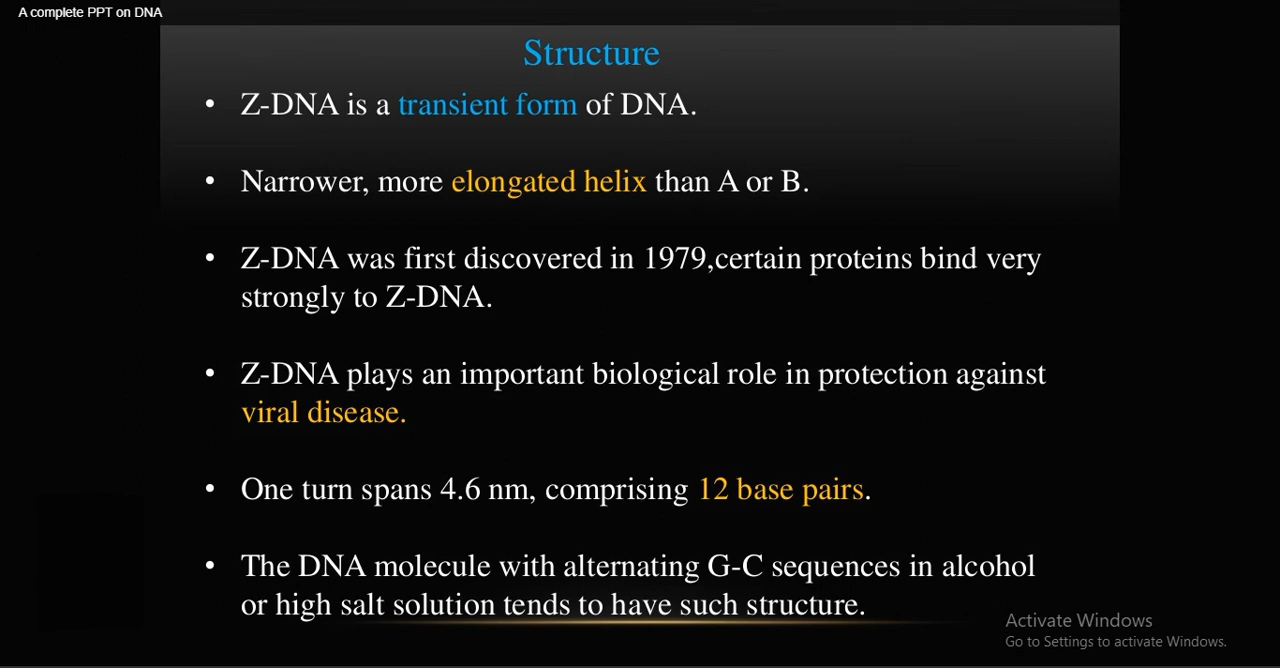 A complete PPT on DNA
Structure
• Z-DNA is a transient form of DNA.
• Narrower, more elongated helix than A or B.
• Z-DNA was first discovered in 1979,certain proteins bind very
strongly to Z-DNA.
• Z-DNA plays an important biological role in protection against
viral disease.
• One turn spans 4.6 nm, comprising 12 base pairs.
• The DNA molecule with alternating G-C sequences in alcohol
or high salt solution tends to have such structure.
Activate Windows
Go to Settings to activate Windows.